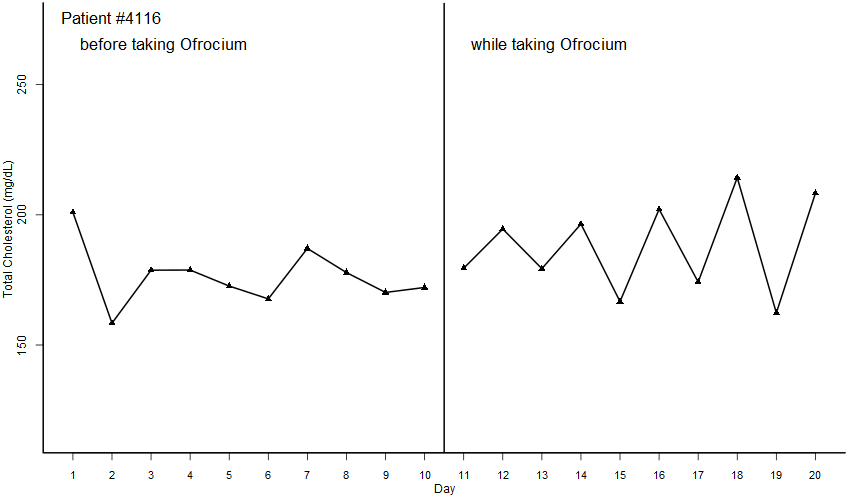 Patient #4116
before taking Ofrocium
while taking Ofrocium
250
200
150
Total Cholesterol (mg/dL)
1 2 3 4 5 6 7 8 9 10 11 12 13 14 15 16 17 18 19 20
Day